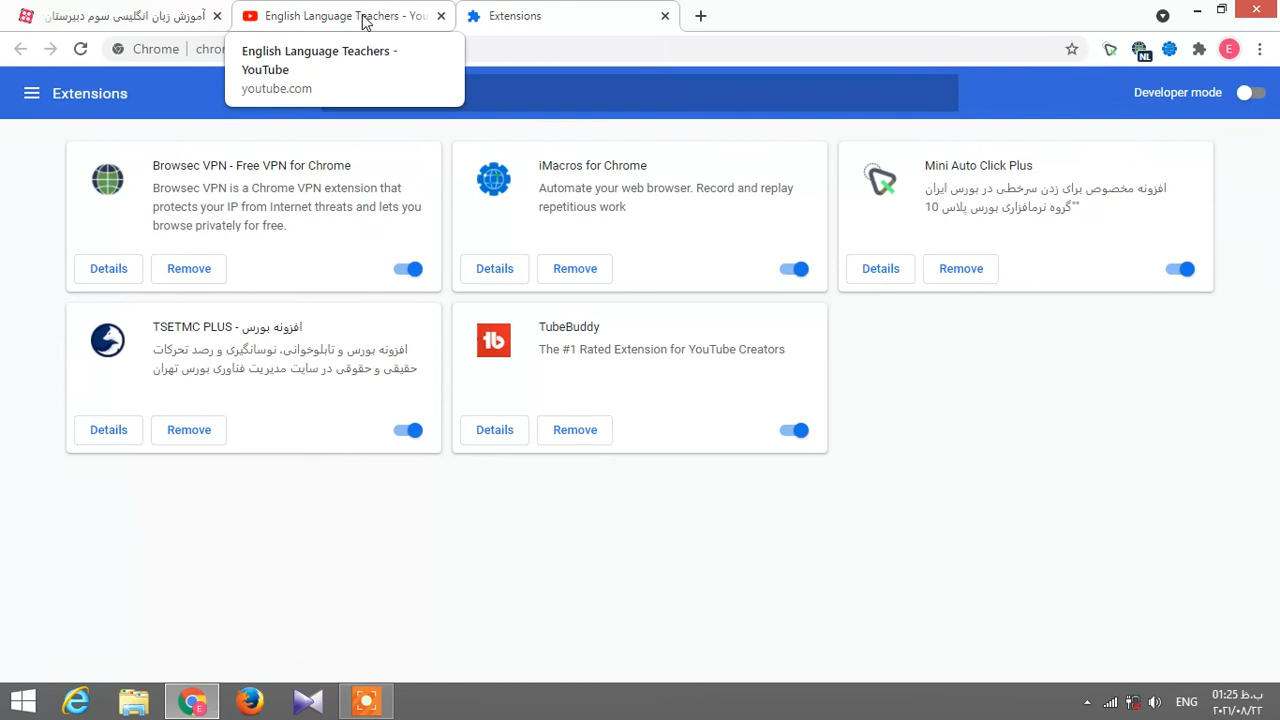 آموزش زبان انگلیسی سوم دبیرستان
English Language Teachers - You
Extensions
Chrome
chro
NL
E
English Language Teachers -
YouTube
youtube.com
Extensions
Developer mode
Browsec VPN - Free VPN for Chrome
Browsec VPN is a Chrome VPN extension that
protects your IP from Internet threats and lets you
browse privately for free.
Details
Remove
iMacros for Chrome
Automate your web browser. Record and replay
repetitious work
Details
Remove
Mini Auto Click Plus
افزونه مخصوص برای زدن سرخطی در بورس ایران
**گروه نرمافزاری بورس پلاس 10
Details
Remove
TSETMC PLUS - افزونه بورس
افزونه بورس و تابلوخوانی، نوسانگیری و رصد تحرکات
حقیقی و حقوقی در سایت مدیریت فناوری بورس تهران
Details
Remove
tb
TubeBuddy
The #1 Rated Extension for YouTube Creators
Details
Remove
E
ENG
01:25 ب.ظ
۲۰۲۱/۰۸/۲۲